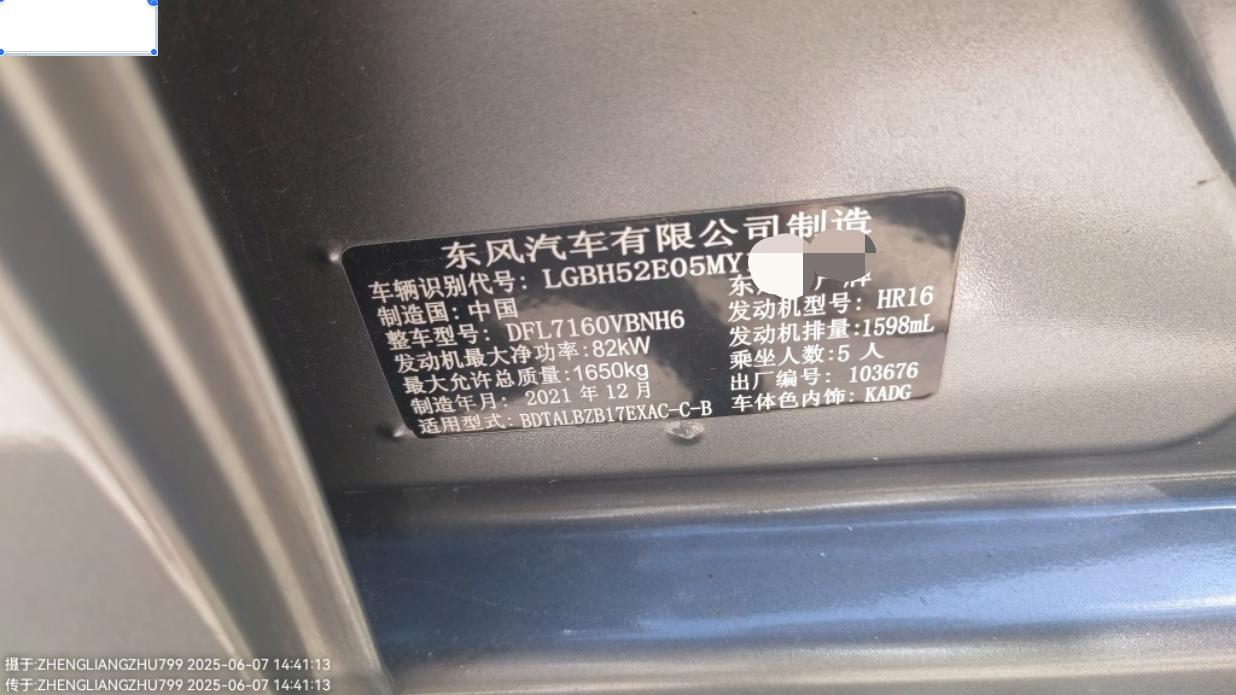 东风汽车有限公司制造
车辆识别代号: LGBH52E05MY
制造国: 中国
东
整车型号: DFL7160VBNH6
发动机型号: HR16
发动机最大净功率:82kW
发动机排量:1598mL
最大允许总质量:1650kg
乘坐人数:5 人
制造年月: 2021 年 12 月
出厂编号: 103676
适用型式: BDTALBZB17EXAC-C-B
车体色内饰: KADG
摄于:ZHENGLIANGZHU799 2025-06-07 14:41:13
传于:ZHENGLIANGZHU799 2025-06-07 14:41:13